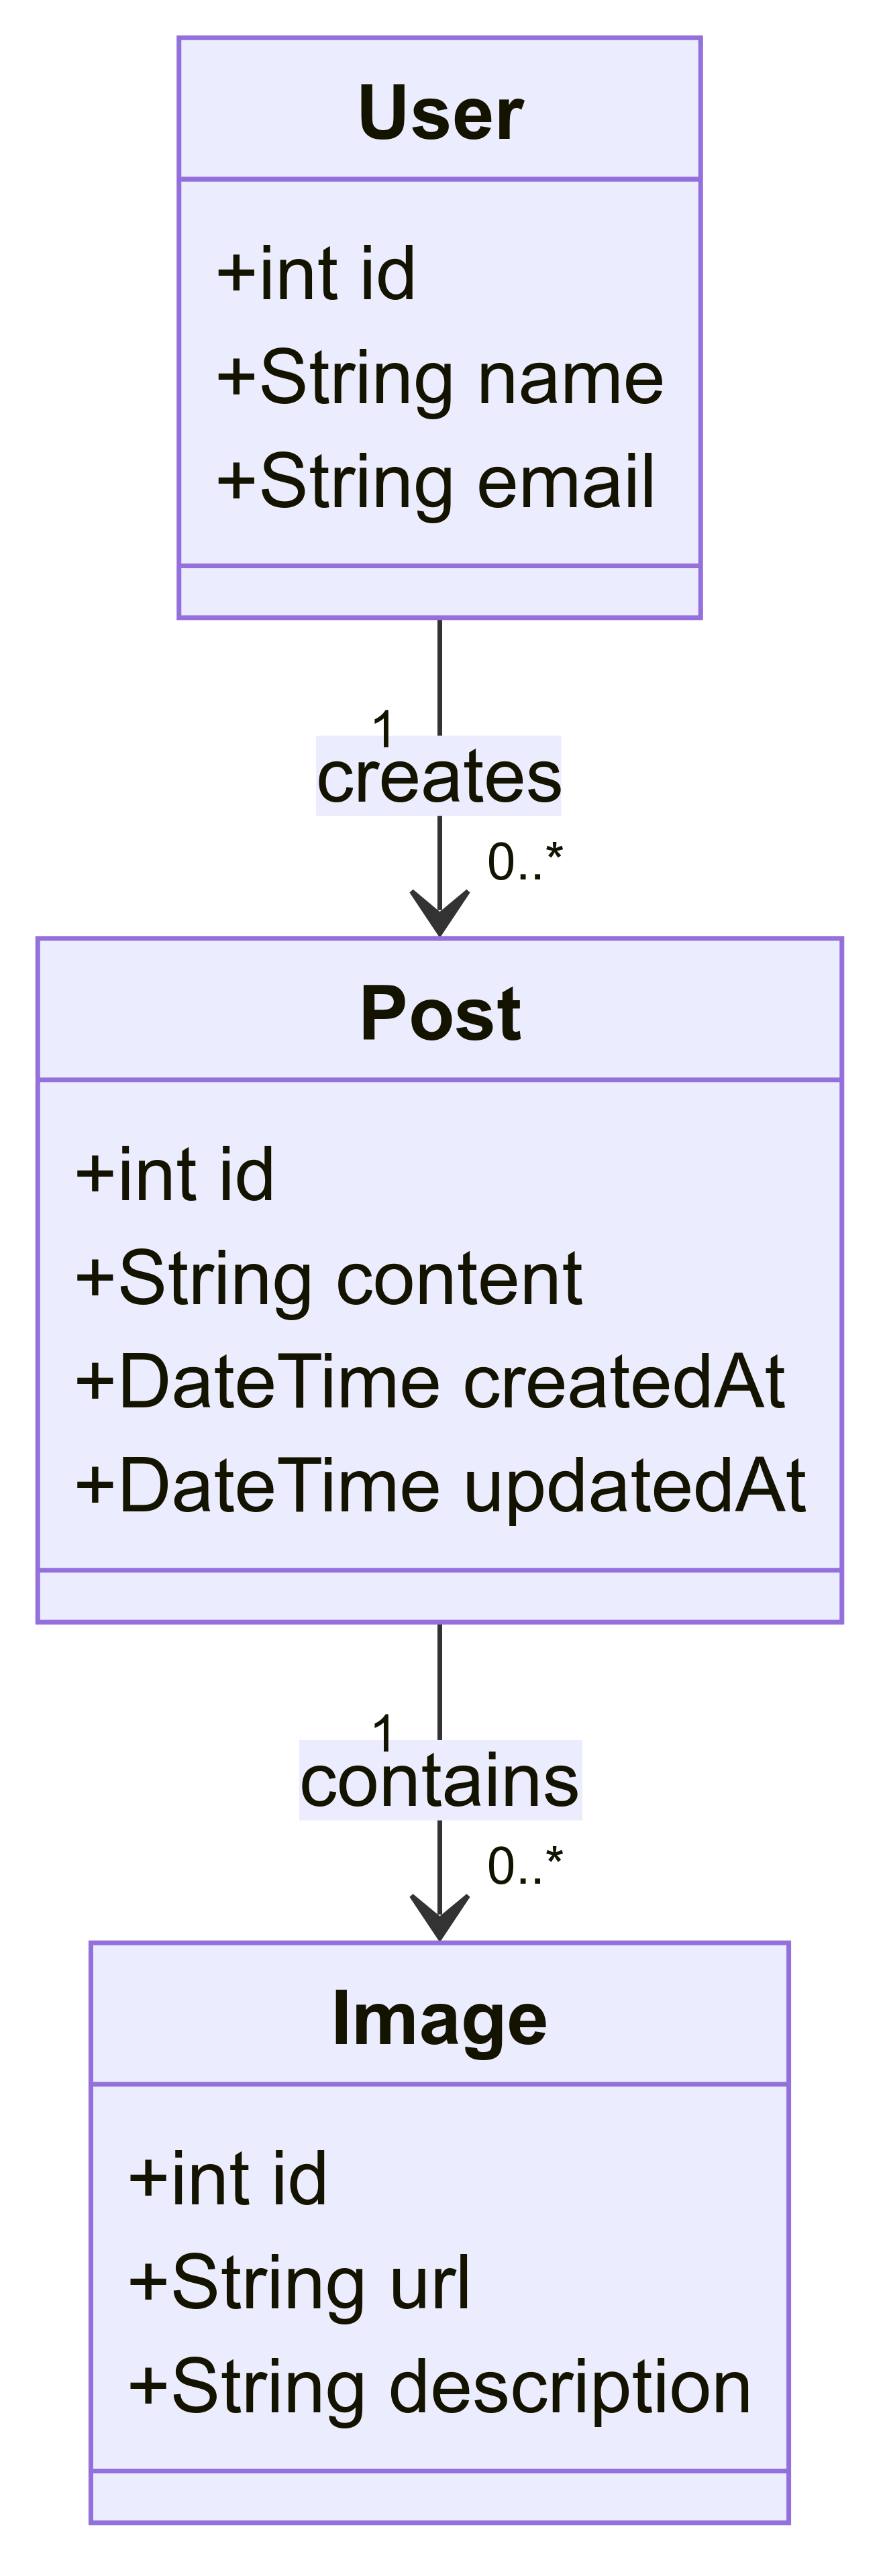 User
+int id
+String name
+String email
1
creates
0..*
Post
+int id
+String content
+DateTime createdAt
+DateTime updatedAt
1
contains
0..*
Image
+int id
+String url
+String description